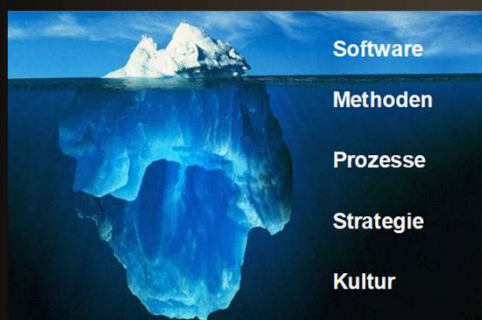 Software
Methoden
Prozesse
Strategie
Kultur